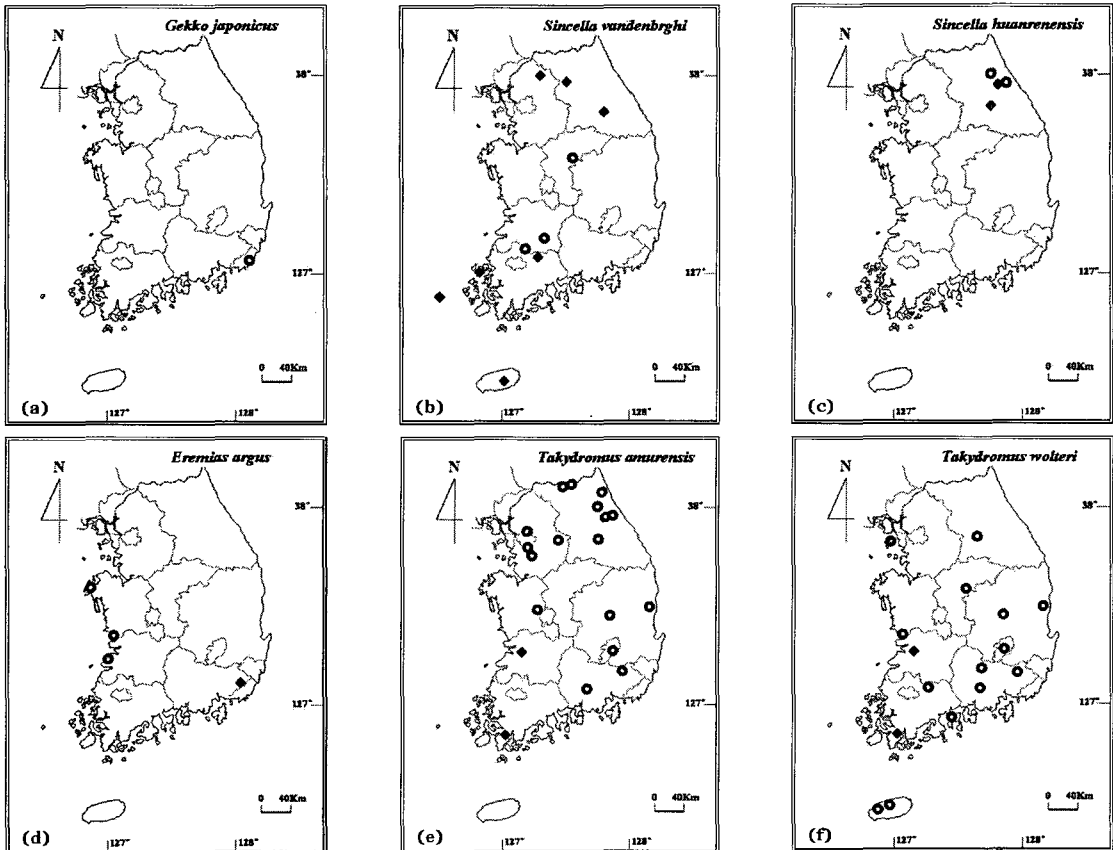 Gekko japonicus
N
38°
127°
0 40Km
(a)
127° 128°
Sincella vandenbrghi
N
38°
127°
0 40Km
(b)
127° 128°
Sincella huanrenensis
N
38°
127°
0 40Km
(c)
127° 128°
Eremias argus
N
38°
127°
0 40Km
(d)
127° 128°
Takydromus amurensis
N
38°
127°
0 40Km
(e)
127° 128°
Takydromus wolteri
N
38°
127°
0 40Km
(f)
127° 128°